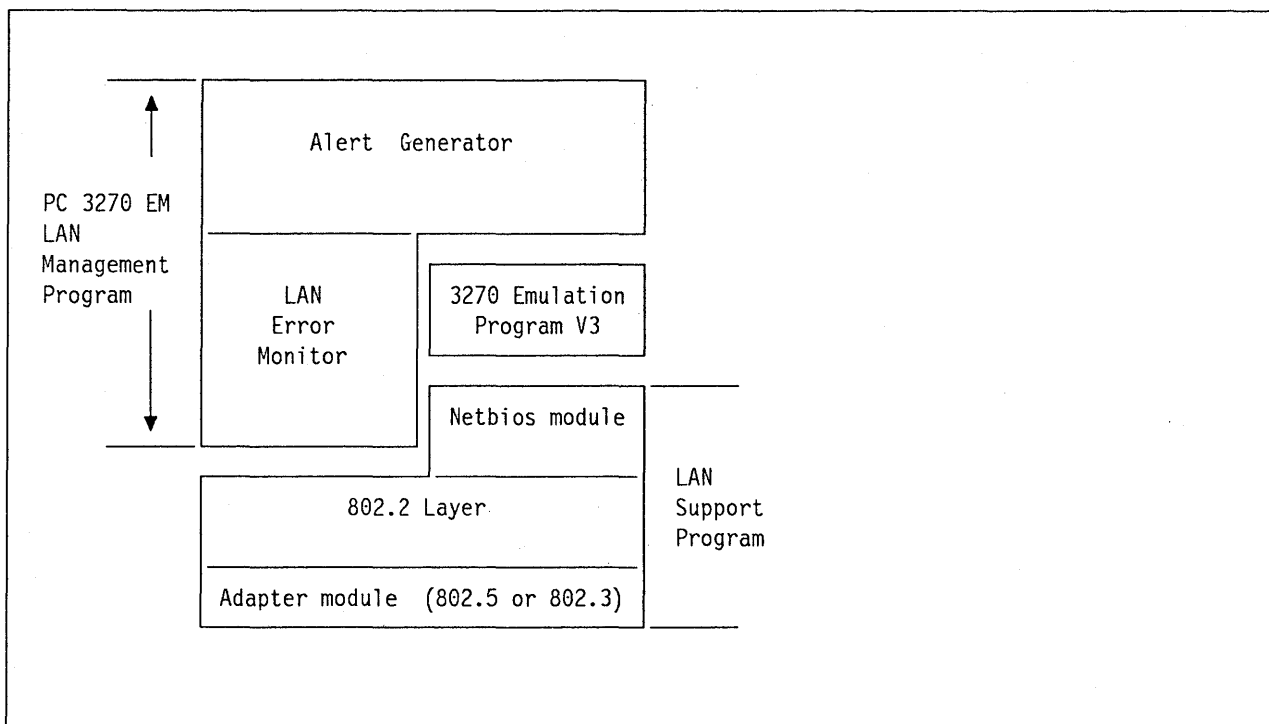 Alert Generator
PC 3270 EM
LAN
Management
Program
LAN
Error
Monitor
3270 Emulation
Program V3
Netbios module
802.2 Layer
LAN
Support
Program
Adapter module (802.5 or 802.3)